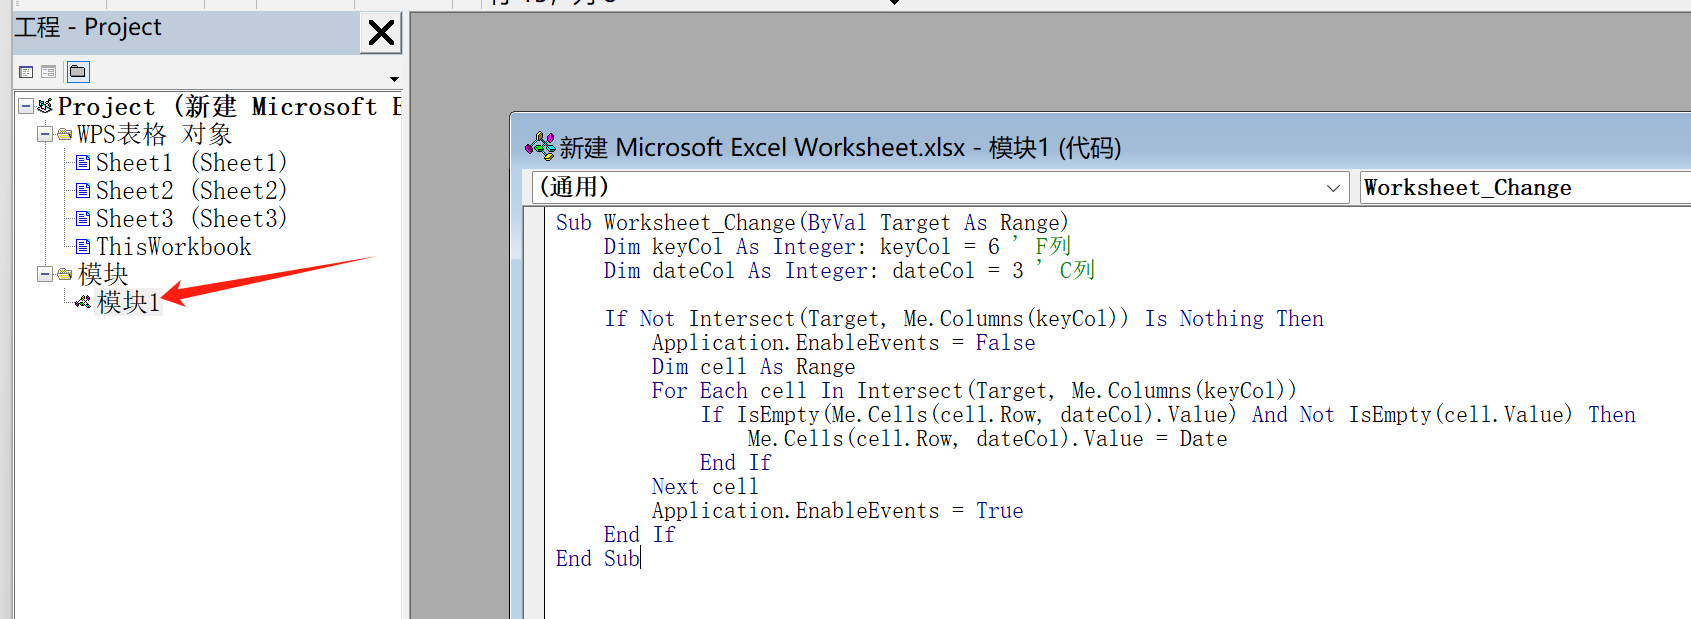 工程 - Project
Project (新建 Microsoft E
WPS表格 对象
Sheet1 (Sheet1)
Sheet2 (Sheet2)
Sheet3 (Sheet3)
ThisWorkbook
模块
模块1
新建 Microsoft Excel Worksheet.xlsx - 模块1 (代码)
(通用)
Worksheet_Change
Sub Worksheet_Change(ByVal Target As Range)
    Dim keyCol As Integer: keyCol = 6 ' F列
    Dim dateCol As Integer: dateCol = 3 ' C列
    If Not Intersect(Target, Me.Columns(keyCol)) Is Nothing Then
        Application.EnableEvents = False
        Dim cell As Range
        For Each cell In Intersect(Target, Me.Columns(keyCol))
            If IsEmpty(Me.Cells(cell.Row, dateCol).Value) And Not IsEmpty(cell.Value) Then
                Me.Cells(cell.Row, dateCol).Value = Date
            End If
        Next cell
        Application.EnableEvents = True
    End If
End Sub